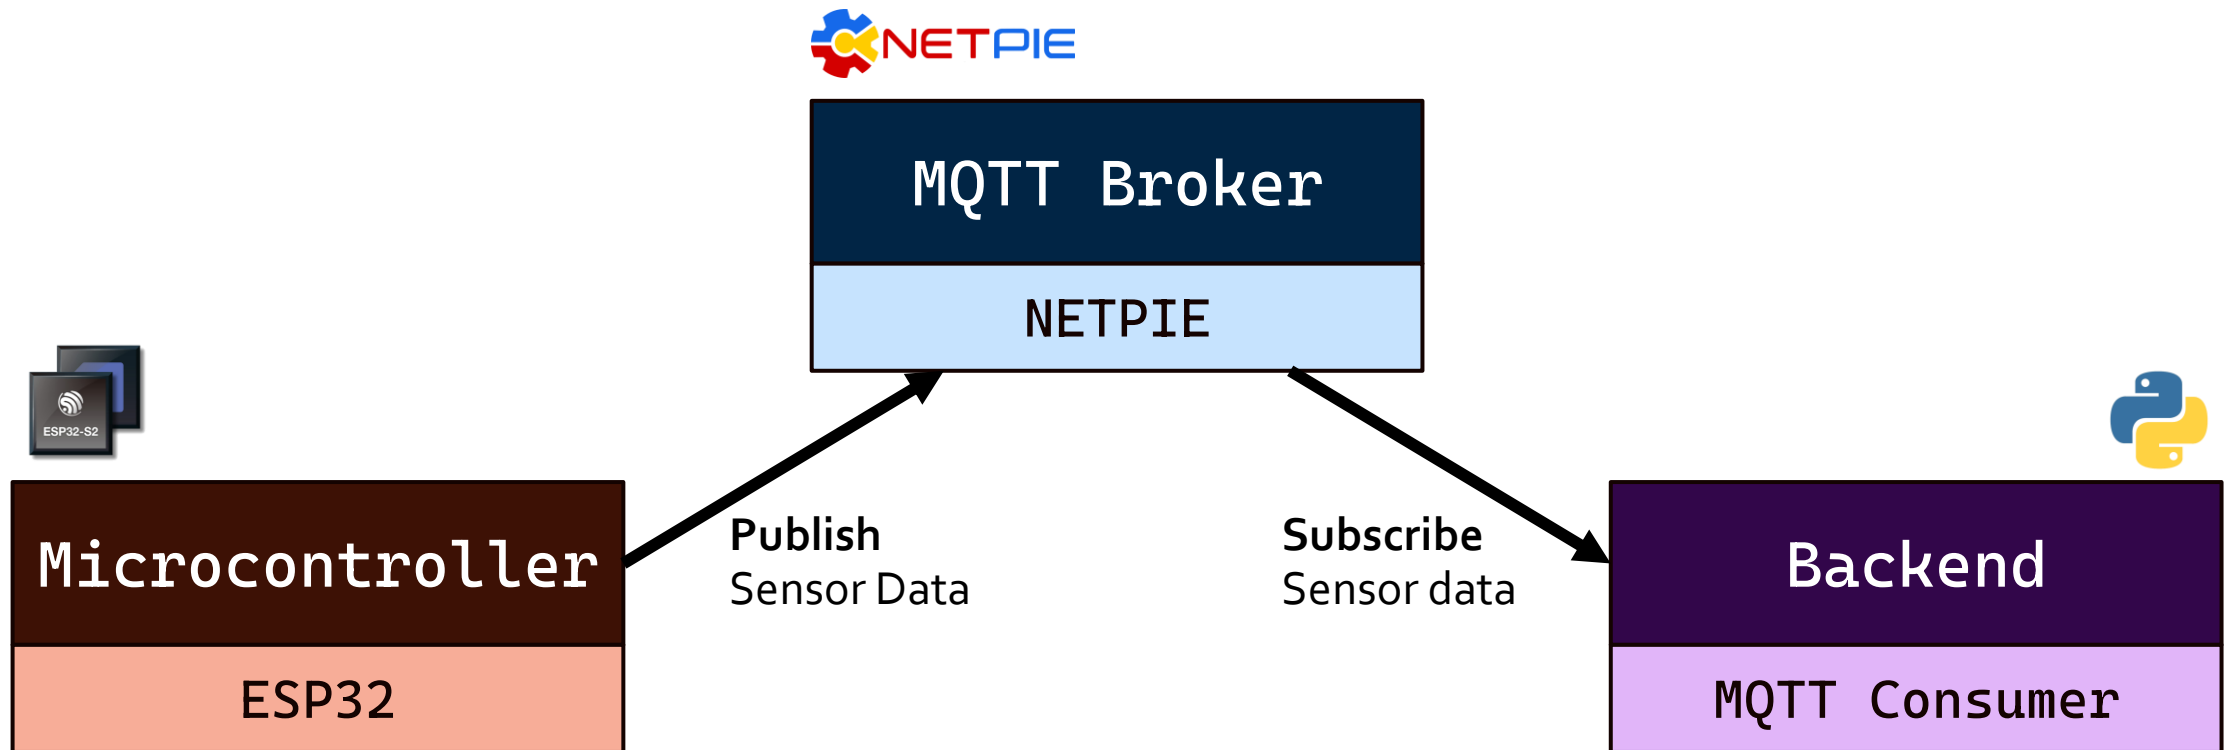 NETPIE
MQTT Broker
NETPIE
ESP32-S2
Microcontroller
ESP32
Publish
Sensor Data
Subscribe
Sensor data
Backend
MQTT Consumer